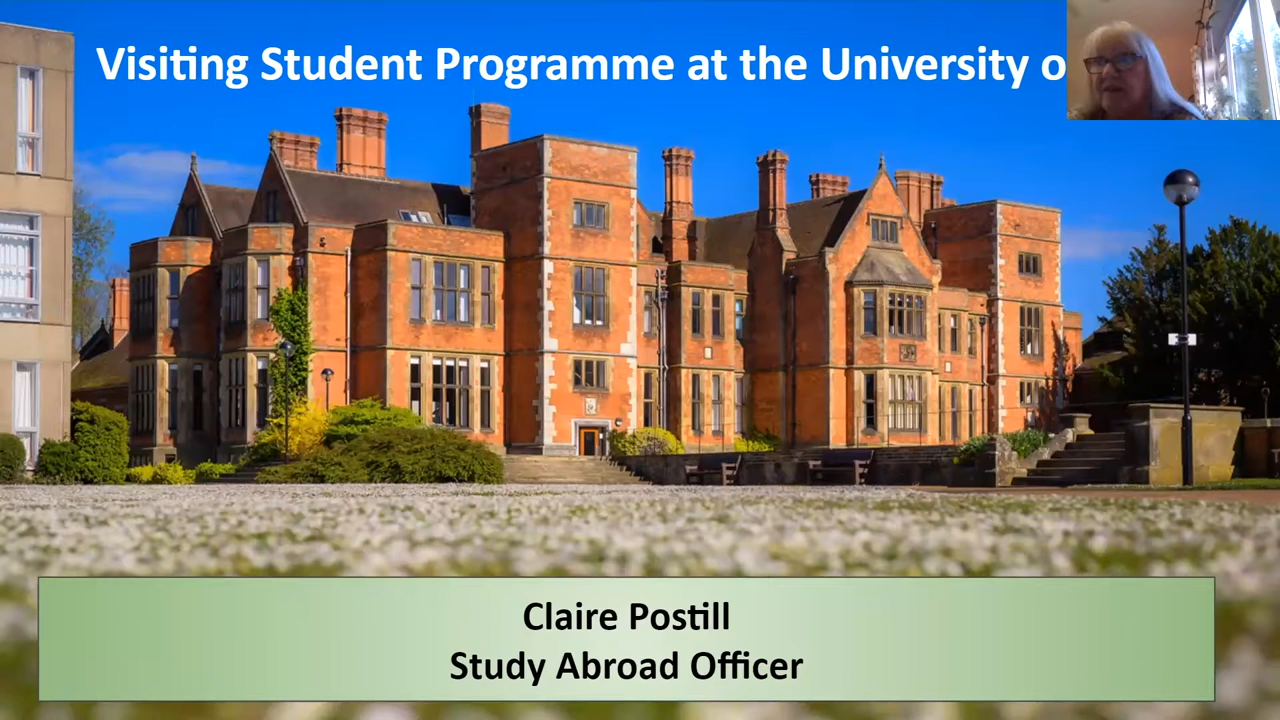 Visiting Student Programme at the University o
Claire Postill
Study Abroad Officer